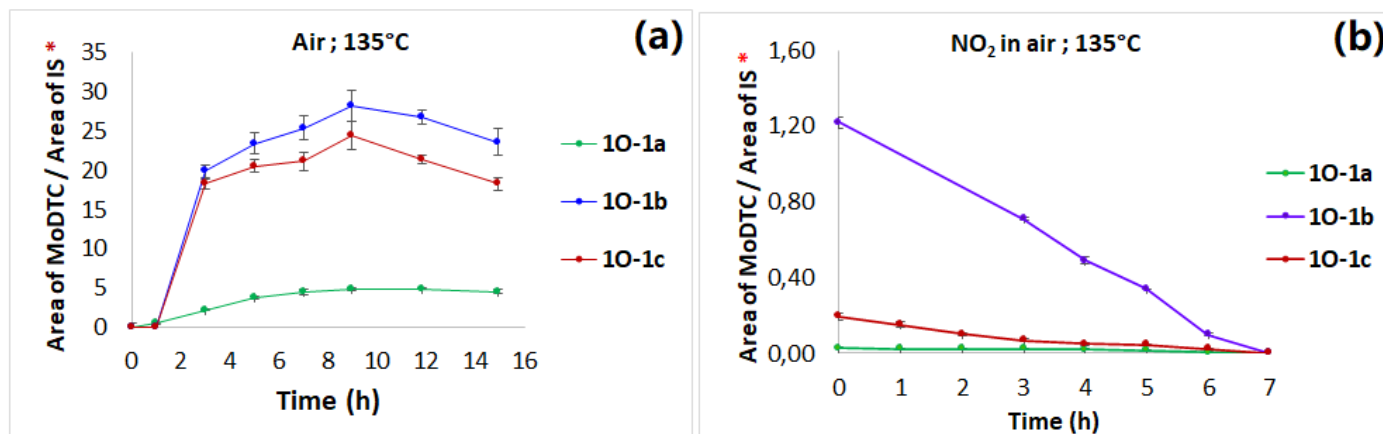 Air ; 135°C
(a)
Area of MoDTC / Area of IS *
35
30
25
20
15
10
5
0
0 2 4 6 8 10 12 14 16
Time (h)
1O-1a
1O-1b
1O-1c
NO₂ in air ; 135°C
(b)
Area of MoDTC / Area of IS *
1,60
1,20
0,80
0,40
0,00
0 1 2 3 4 5 6 7
Time (h)
1O-1a
1O-1b
1O-1c